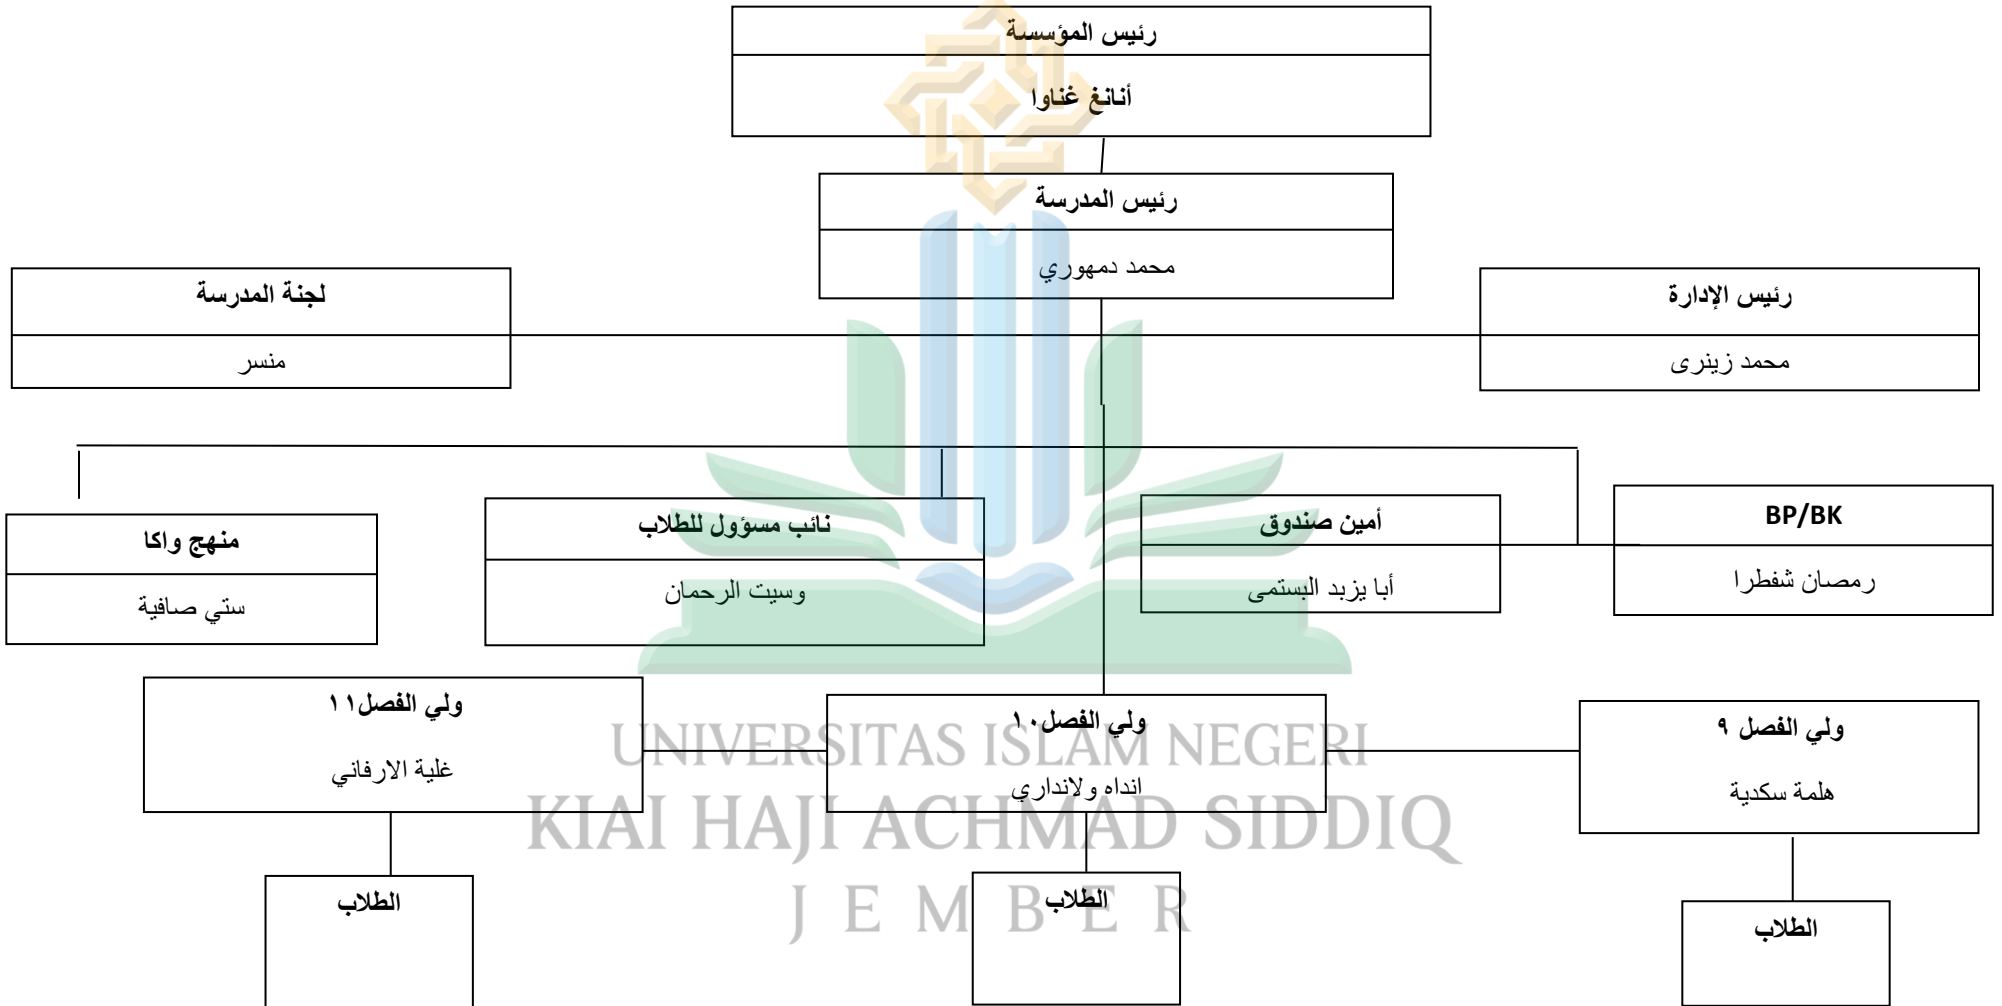 رئيس المؤسسة
أنانغ غناوا
رئيس المدرسة
محمد دمهوري
رئيس الإدارة
محمد زينرى
لجنة المدرسة
منسر
BP/BK
رمصان شفطرا
أمين صندوق
أبا يزبد البستمى
نائب مسؤول للطلاب
وسيت الرحمان
منهج واكا
ستي صافية
ولي الفصل ٩
هلمة سكدية
ولي الفصل١٠
انداه ولانداري
ولي الفصل١١
غلية الارفاني
الطلاب
الطلاب
الطلاب
UNIVERSITAS ISLAM NEGERI
KIAI HAJI ACHMAD SIDDIQ
JEMBER